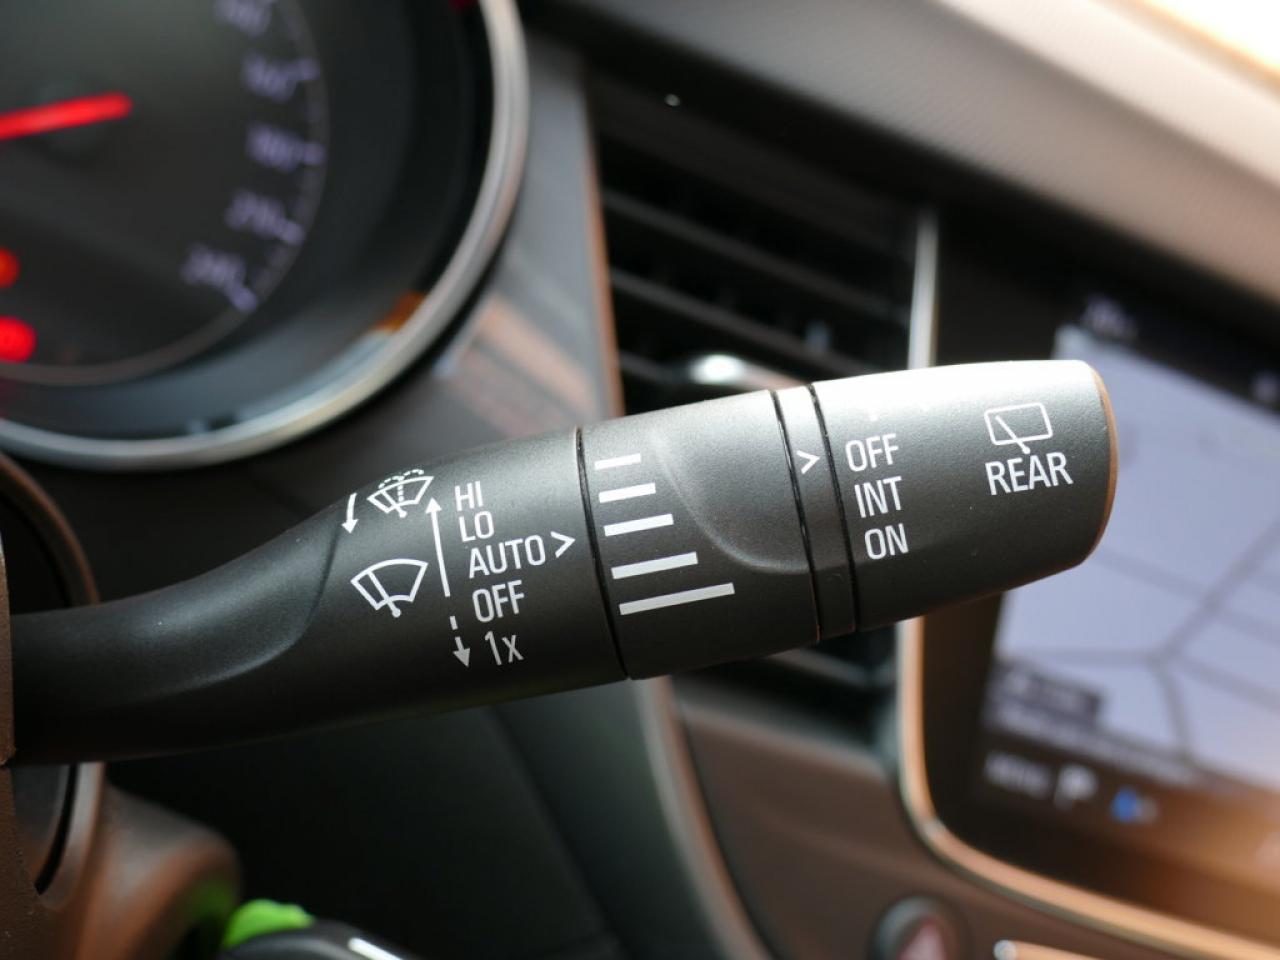 HI
LO
AUTO >
OFF
1x
>
OFF
INT
ON
REAR